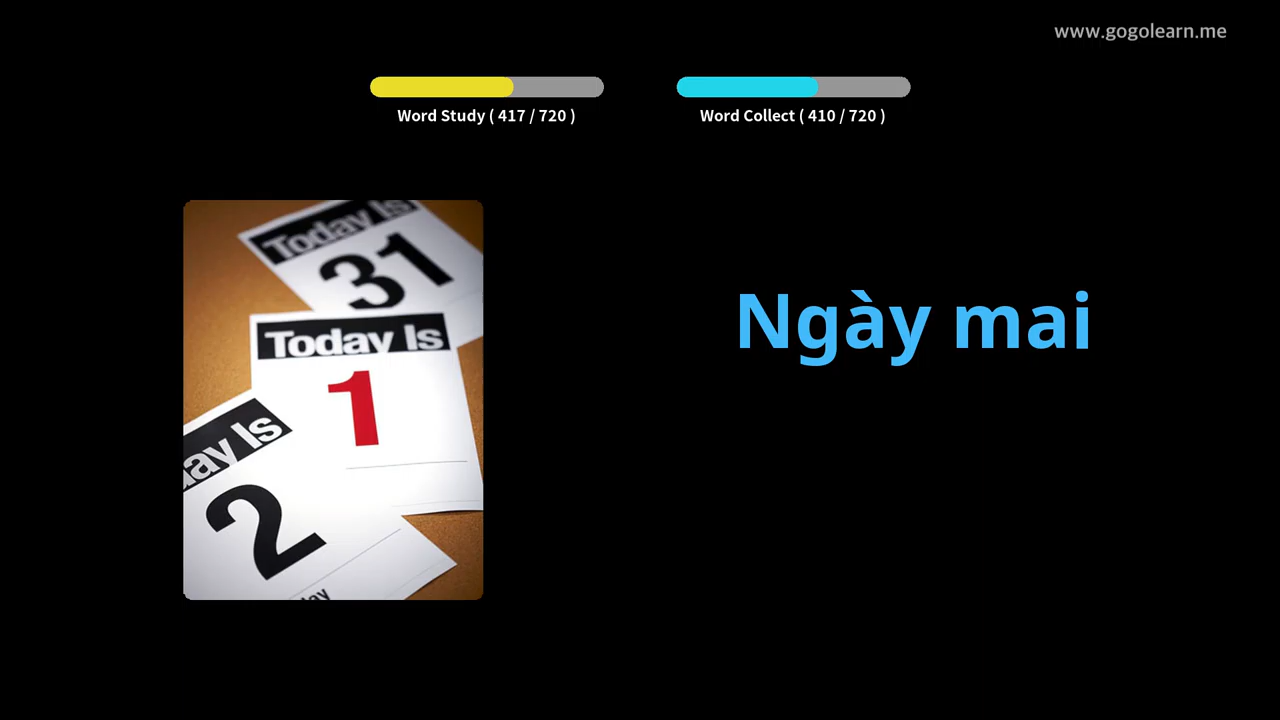 www.gogolearn.me
Word Study ( 417 / 720 )
Word Collect ( 410 / 720 )
Today Is
31
Today Is
1
ay Is
2
Ngày mai